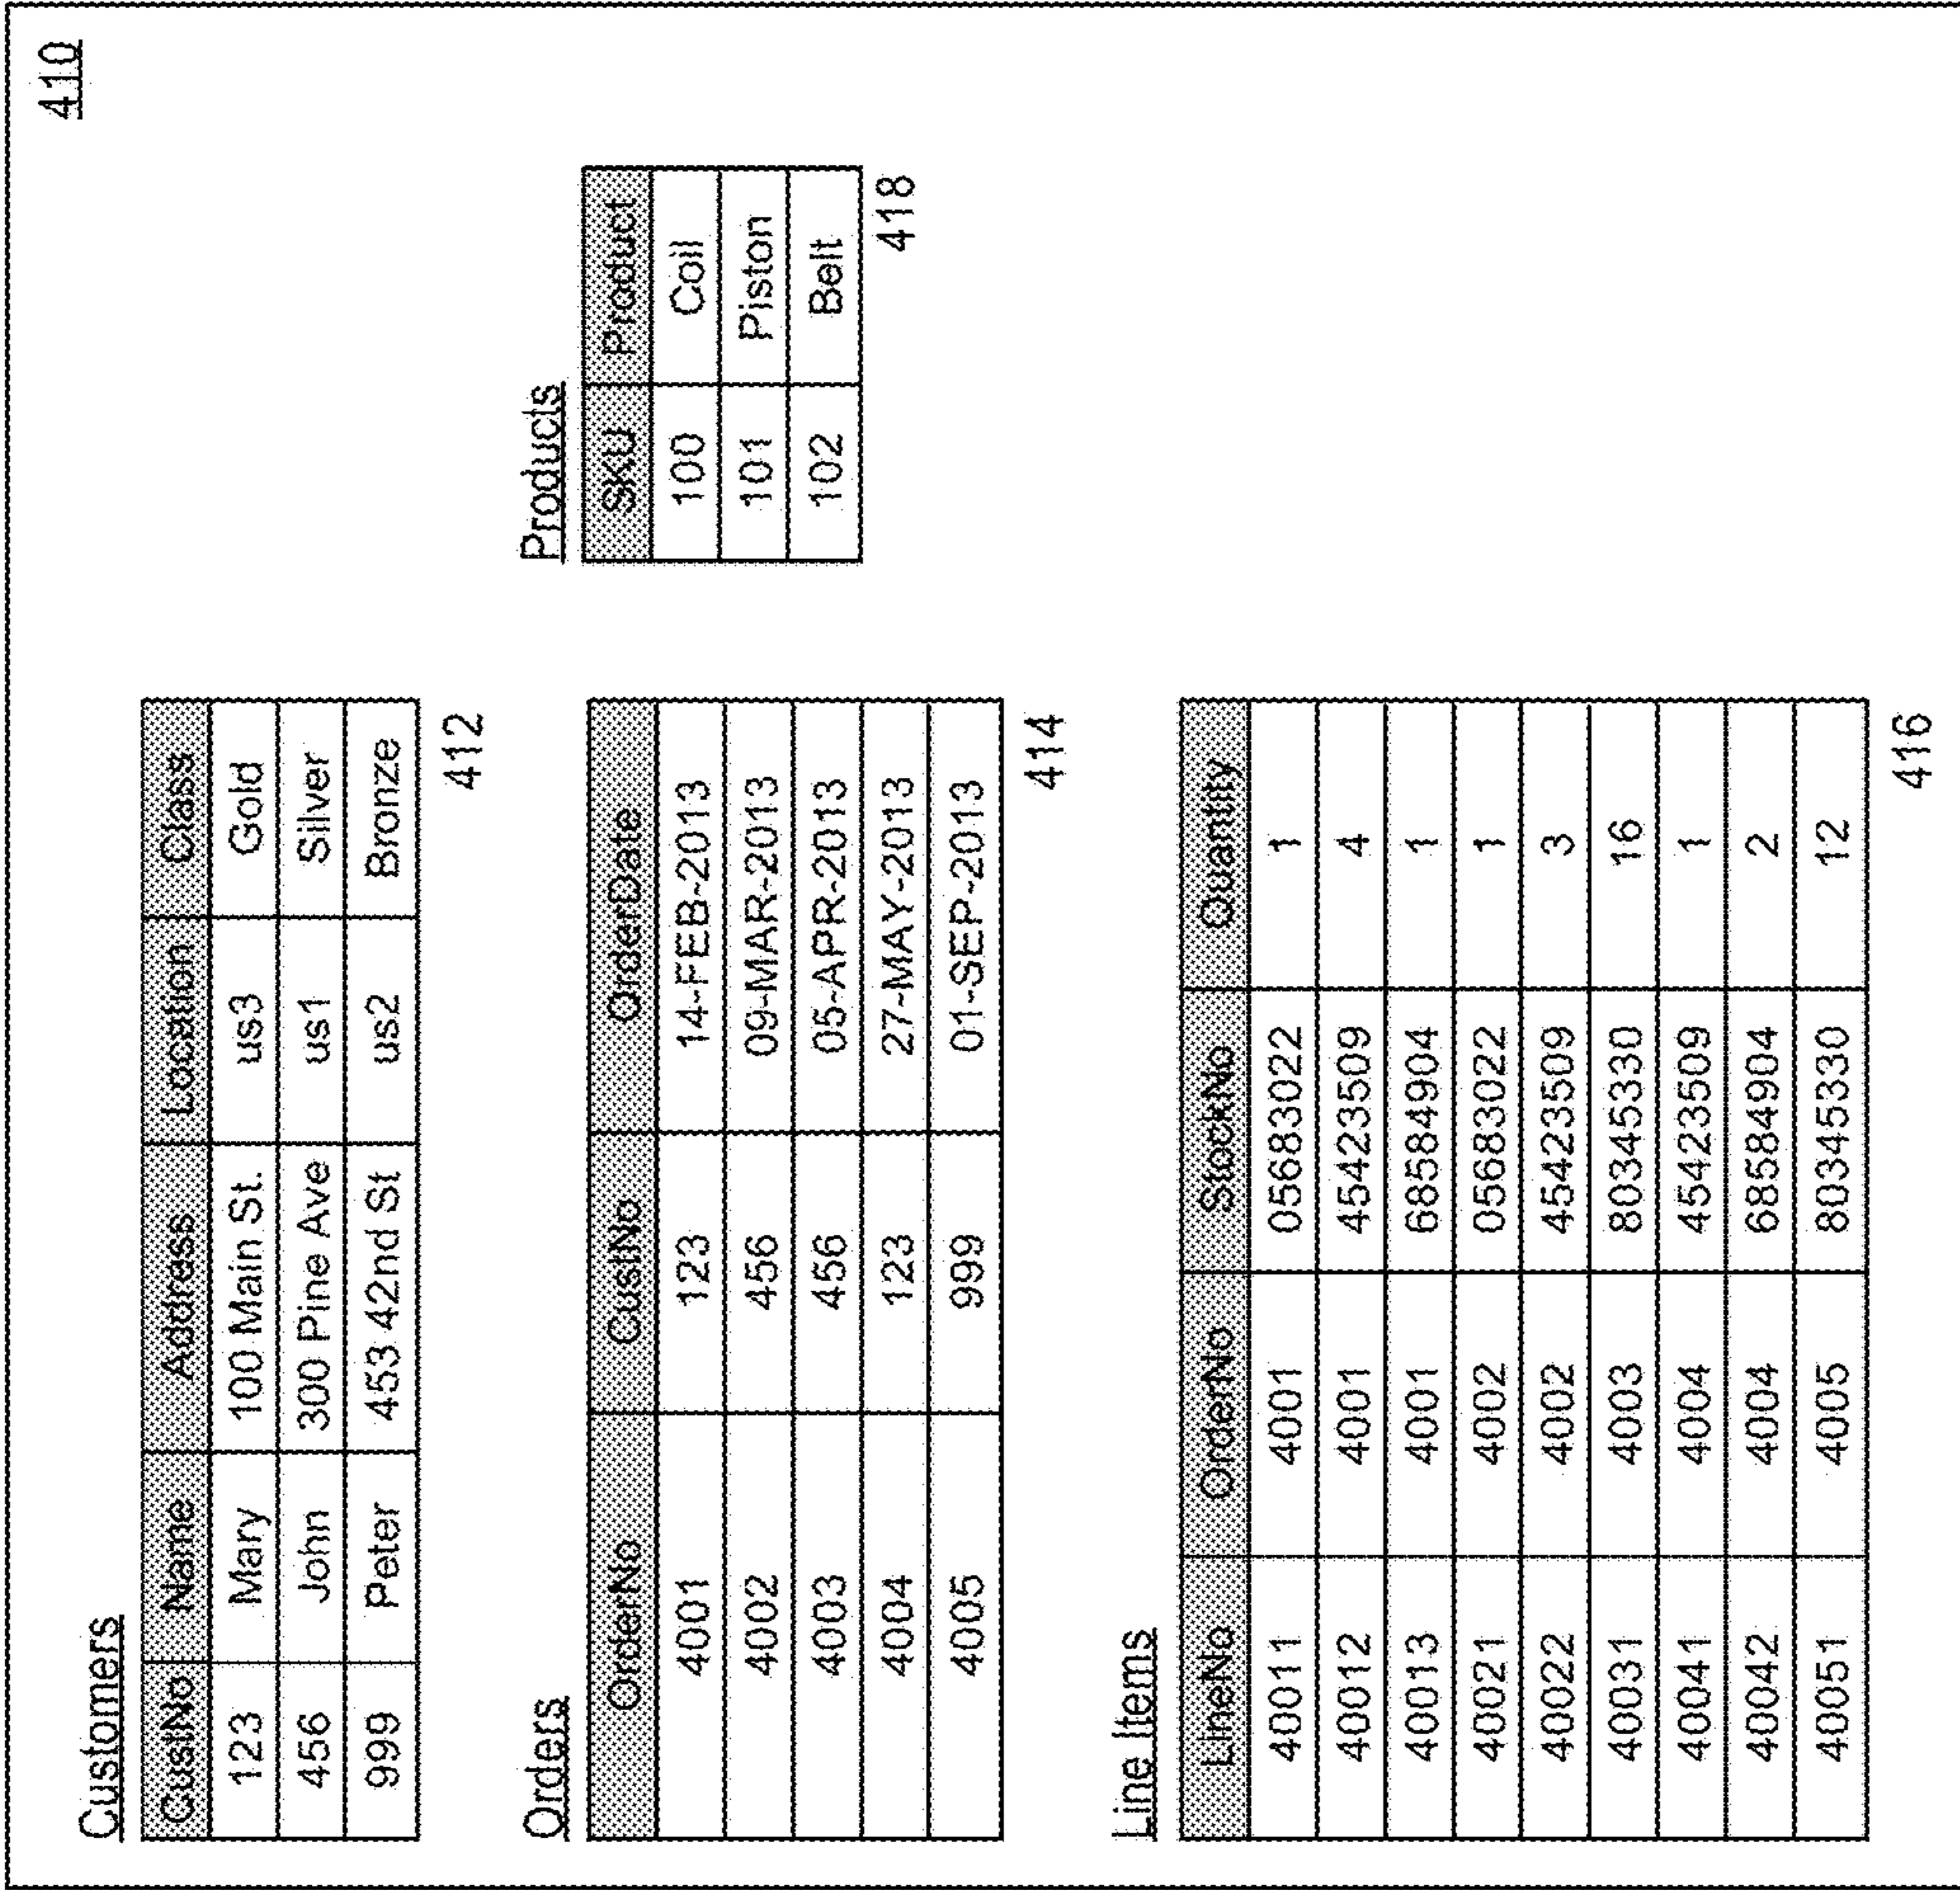 410
Customers
CustNo Name Address Location Class
123 Mary 100 Main St. us3 Gold
456 John 300 Pine Ave us1 Silver
999 Peter 453 42nd St us2 Bronze
412
Orders
OrderNo CustNo OrderDate
4001 123 14-FEB-2013
4002 456 09-MAR-2013
4003 456 05-APR-2013
4004 123 27-MAY-2013
4005 999 01-SEP-2013
414
Products
SKU Product
100 Coil
101 Piston
102 Belt
418
Line Items
LineNo OrderNo StockNo Quantity
40011 4001 05683022 1
40012 4001 45423509 4
40013 4001 68584904 1
40021 4002 05683022 1
40022 4002 45423509 3
40031 4003 80345330 16
40041 4004 45423509 1
40042 4004 68584904 2
40051 4005 80345330 12
416